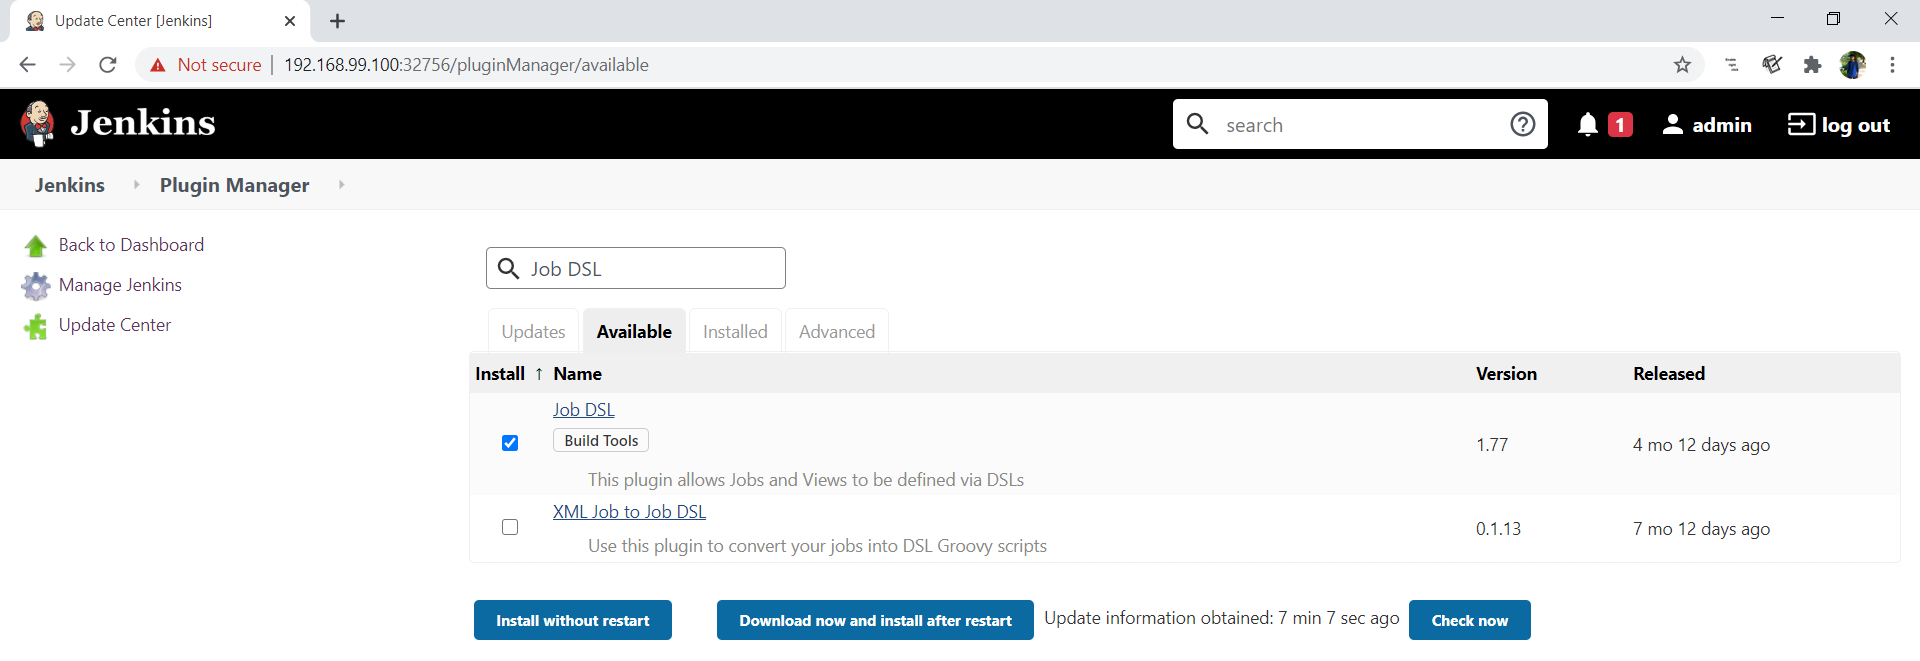 Update Center [Jenkins]
Not secure | 192.168.99.100:32756/pluginManager/available
Jenkins
search
1
admin
log out
Jenkins
Plugin Manager
Back to Dashboard
Manage Jenkins
Update Center
Job DSL
Updates
Available
Installed
Advanced
Install ↑ Name Version Released
Job DSL
Build Tools
1.77 4 mo 12 days ago
This plugin allows Jobs and Views to be defined via DSLs
XML Job to Job DSL
0.1.13 7 mo 12 days ago
Use this plugin to convert your jobs into DSL Groovy scripts
Install without restart
Download now and install after restart
Update information obtained: 7 min 7 sec ago
Check now